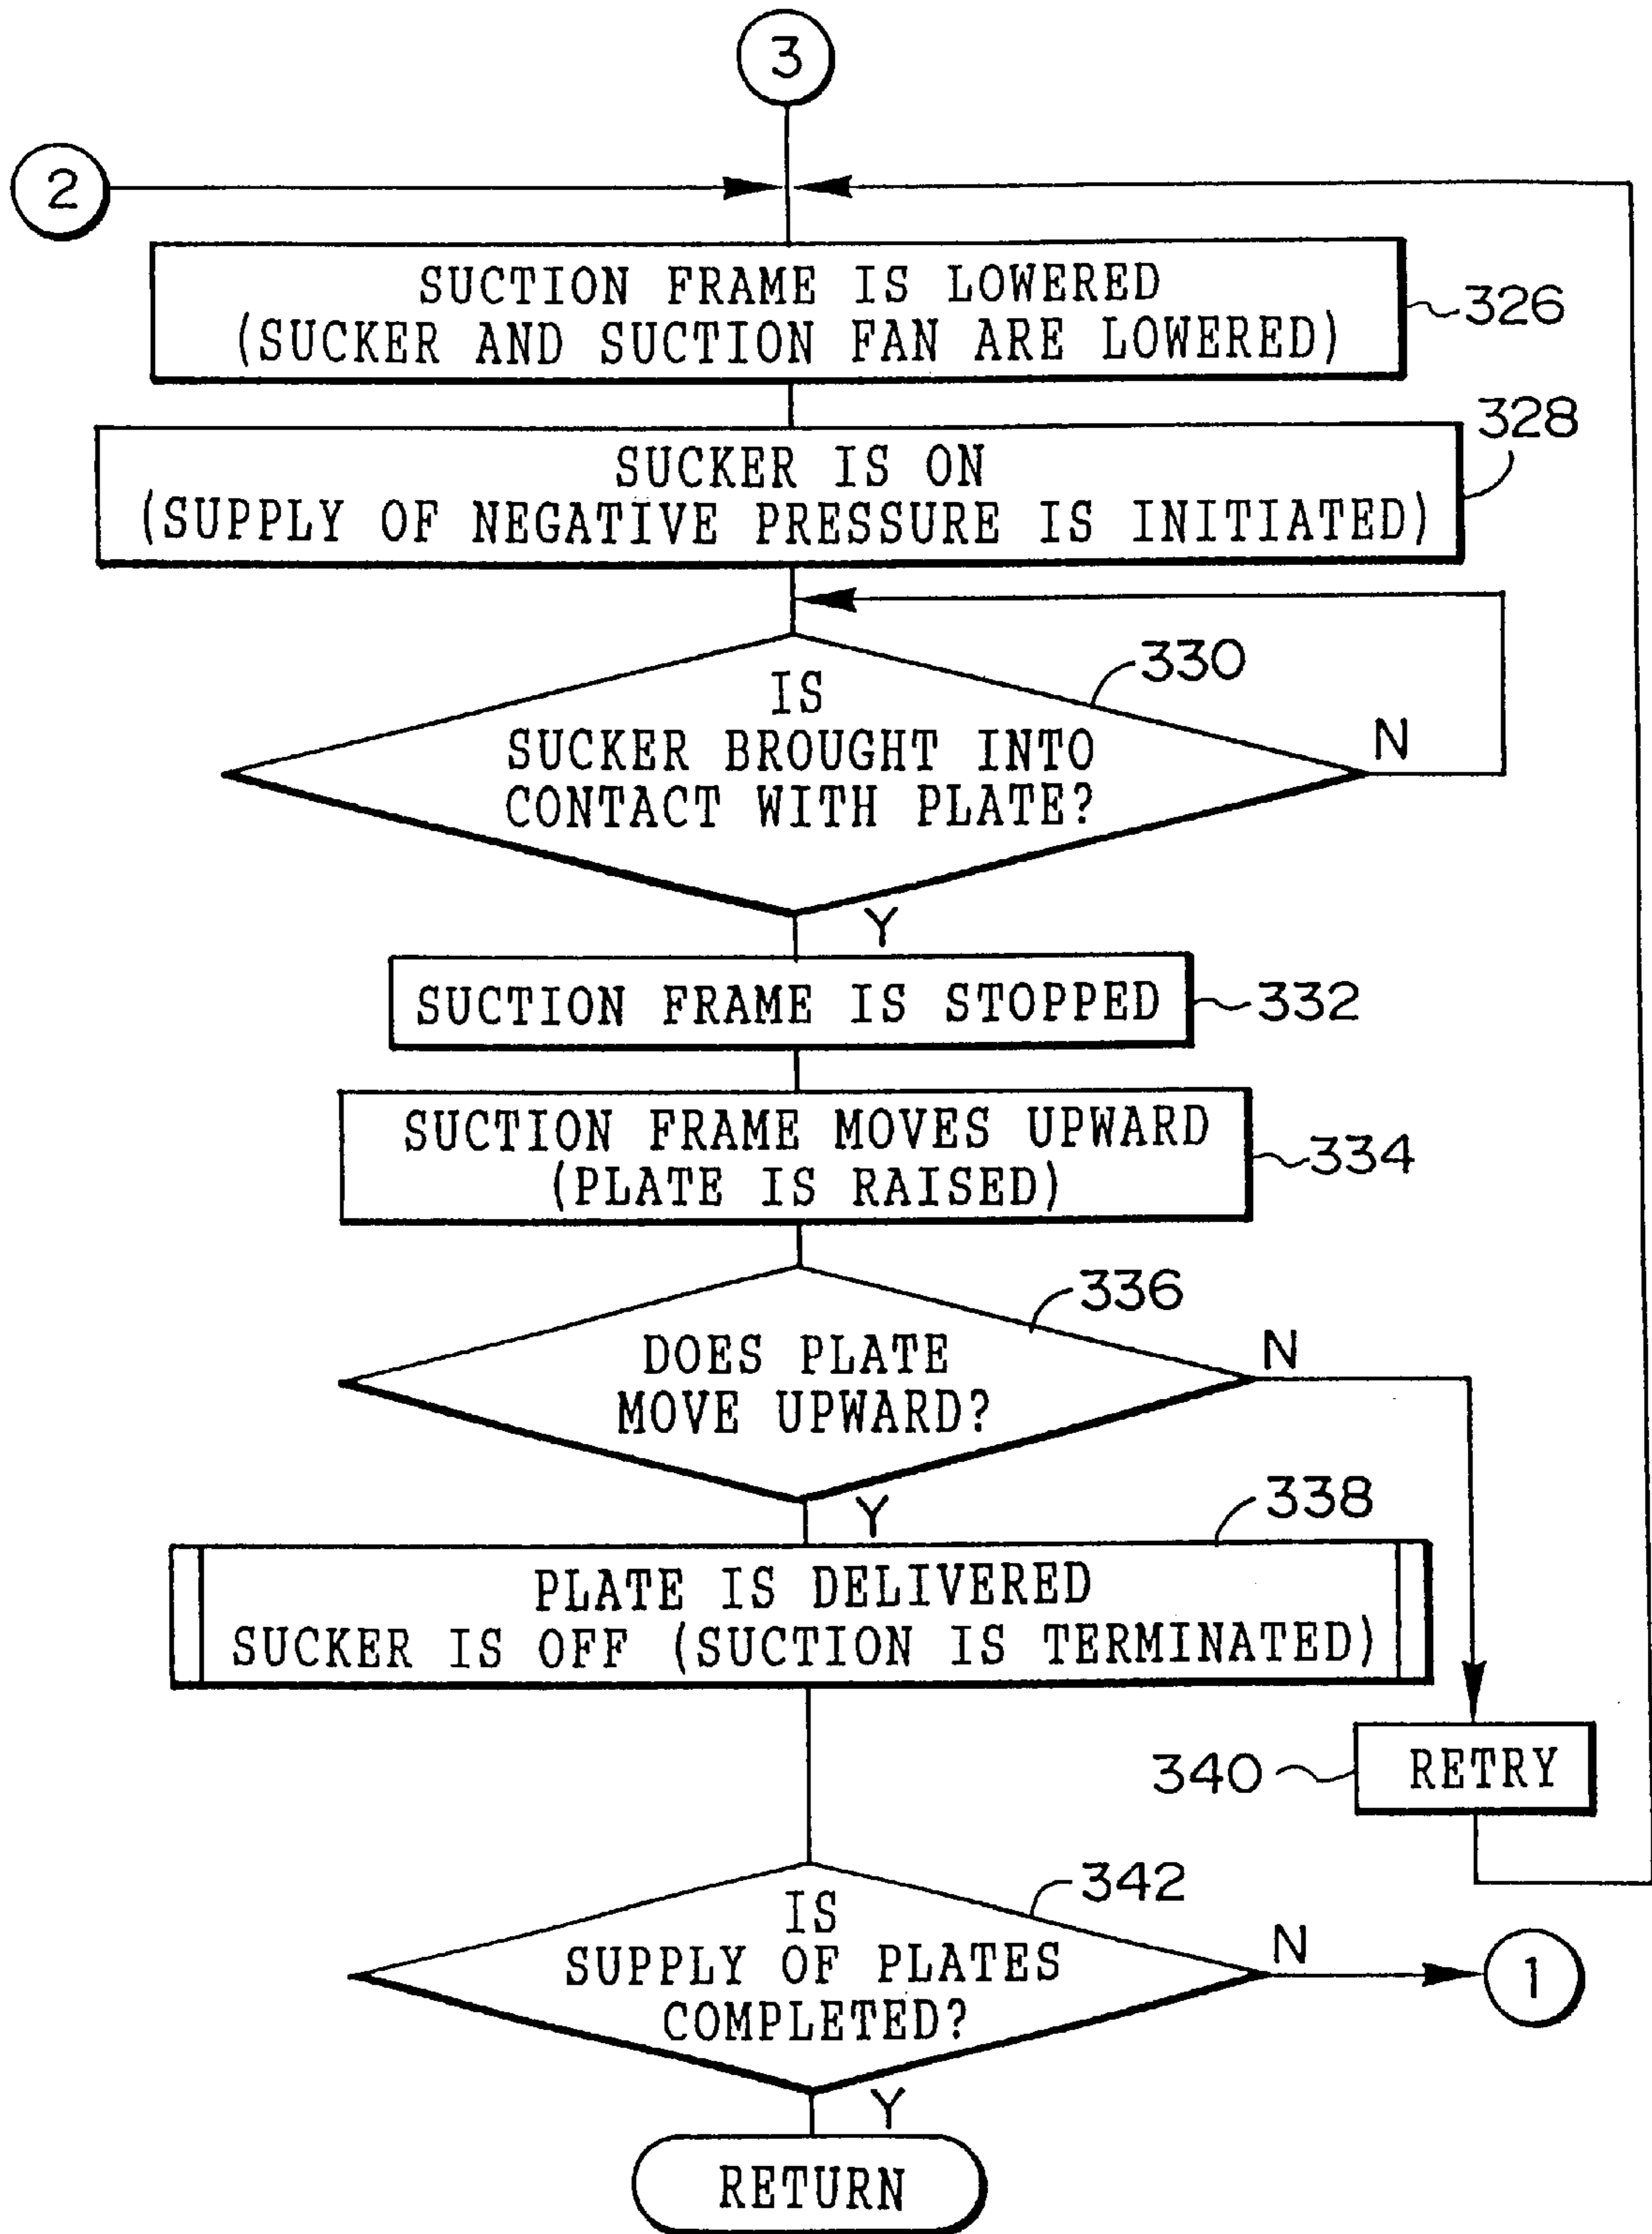 3
2
SUCTION FRAME IS LOWERED
(SUCKER AND SUCTION FAN ARE LOWERED)
326
328
SUCKER IS ON
(SUPPLY OF NEGATIVE PRESSURE IS INITIATED)
330
IS
SUCKER BROUGHT INTO
CONTACT WITH PLATE?
N
Y
SUCTION FRAME IS STOPPED
332
SUCTION FRAME MOVES UPWARD
(PLATE IS RAISED)
334
336
DOES PLATE
MOVE UPWARD?
N
Y
338
PLATE IS DELIVERED
SUCKER IS OFF (SUCTION IS TERMINATED)
340
RETRY
342
IS
SUPPLY OF PLATES
COMPLETED?
N
1
Y
RETURN